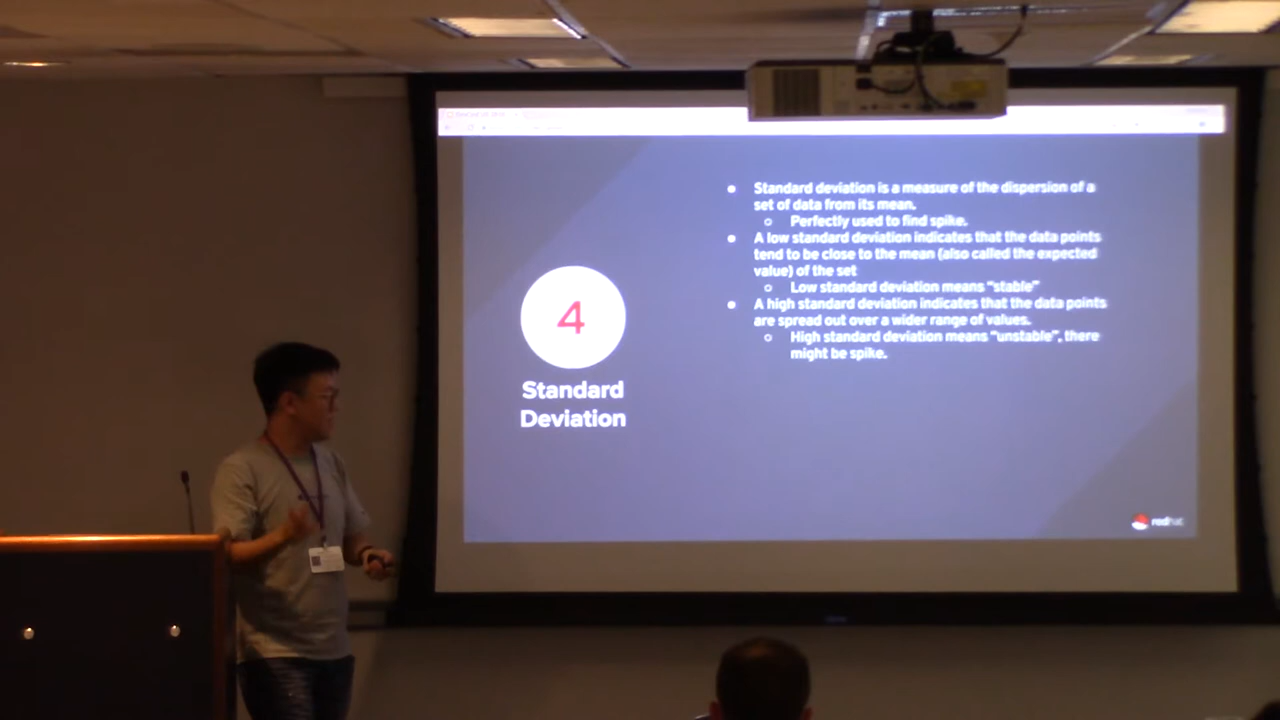 Standard deviation is a measure of the dispersion of a
set of data from its mean.
Perfectly used to find spike.
A low standard deviation indicates that the data points
tend to be close to the mean (also called the expected
value) of the set
Low standard deviation means "stable"
A high standard deviation indicates that the data points
are spread out over a wider range of values.
High standard deviation means "unstable", there
might be spike.
4
Standard
Deviation
redhat